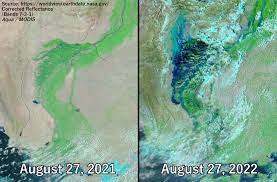 Source: https://worldview.earthdata.nasa.gov/
Corrected Reflectance
(Bands 7-2-1)
Aqua / MODIS
August 27, 2021
August 27, 2022